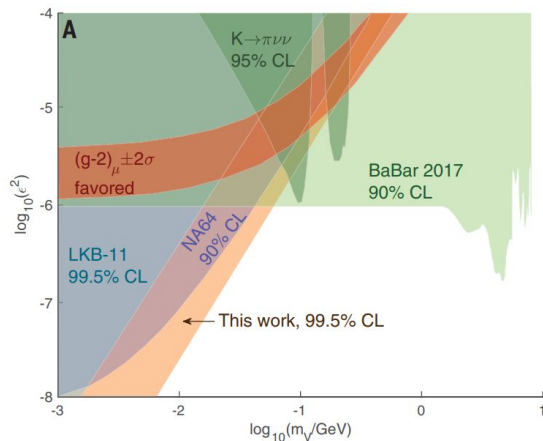 A
-4
K→πνν
95% CL
-5
(g-2)μ±2σ
favored
BaBar 2017
90% CL
log10(ϵ2)
-6
NA64
90% CL
LKB-11
99.5% CL
-7
This work, 99.5% CL
-8
-3
-2
-1
0
1
log10(mV/GeV)